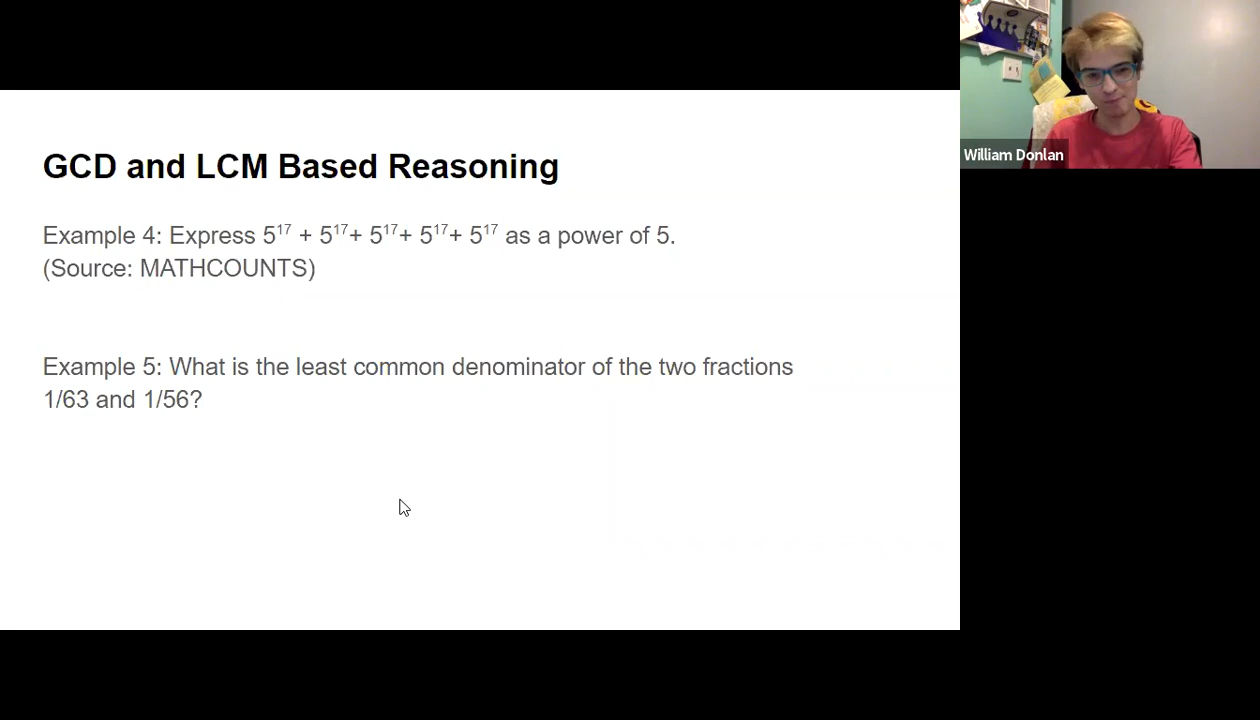 GCD and LCM Based Reasoning
Example 4: Express 5¹⁷ + 5¹⁷+ 5¹⁷+ 5¹⁷+ 5¹⁷ as a power of 5.
(Source: MATHCOUNTS)
Example 5: What is the least common denominator of the two fractions
1/63 and 1/56?
William Donlan